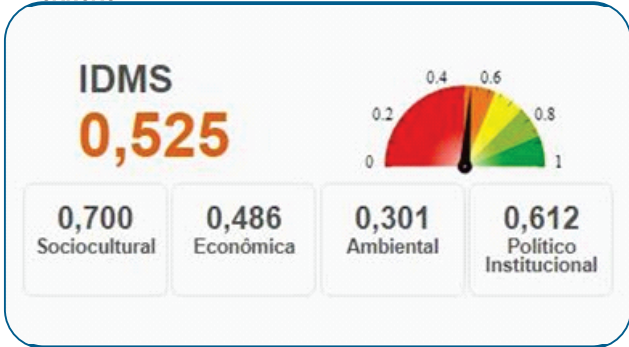 IDMS
0,525
0
0.2
0.4
0.6
0.8
1
0,700
Sociocultural
0,486
Econômica
0,301
Ambiental
0,612
Político
Institucional